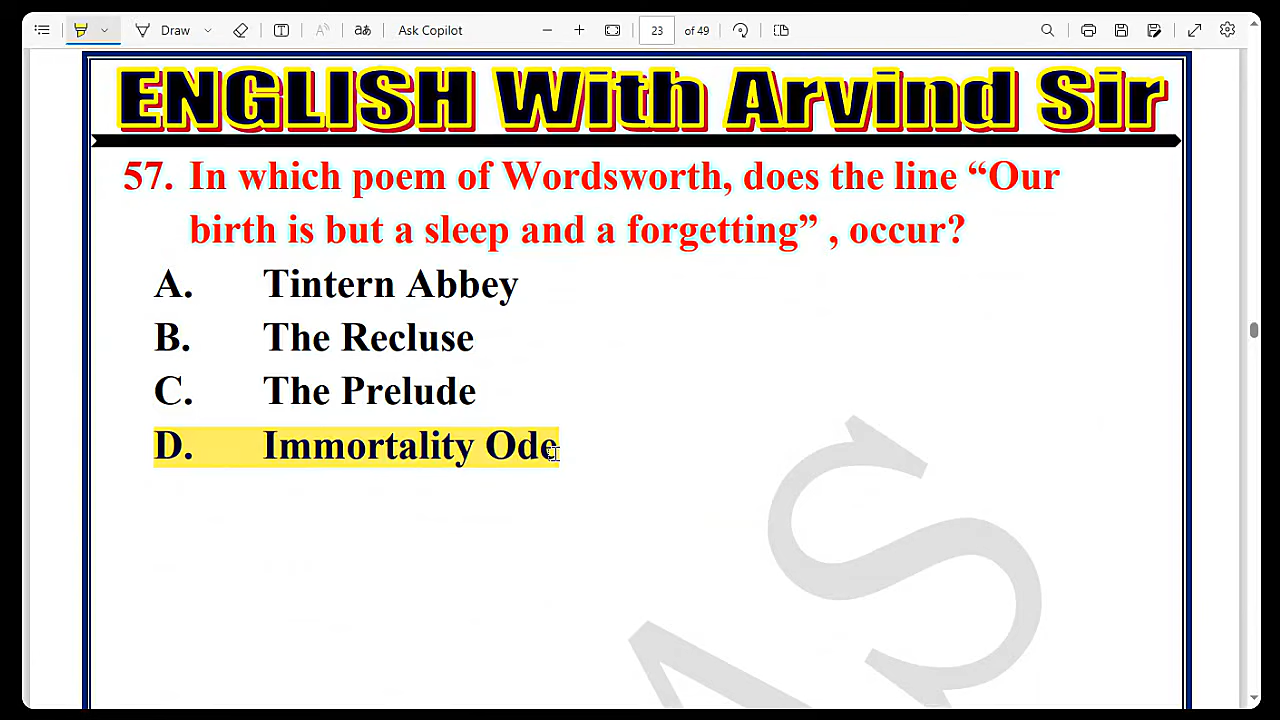 Draw
Ask Copilot
23 of 49
ENGLISH With Arvind Sir
57. In which poem of Wordsworth, does the line “Our
birth is but a sleep and a forgetting” , occur?
A. Tintern Abbey
B. The Recluse
C. The Prelude
D. Immortality Ode